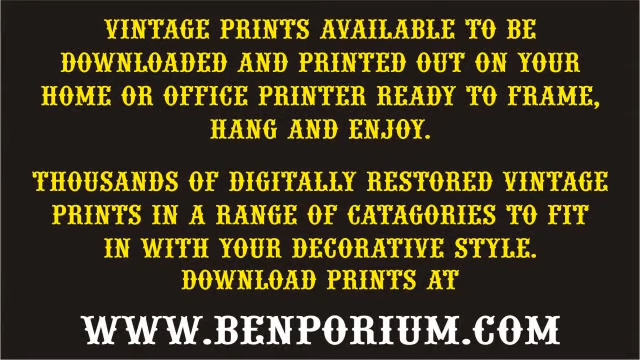 VINTAGE PRINTS AVAILABLE TO BE
DOWNLOADED AND PRINTED OUT ON YOUR
HOME OR OFFICE PRINTER READY TO FRAME,
HANG AND ENJOY.
THOUSANDS OF DIGITALLY RESTORED VINTAGE
PRINTS IN A RANGE OF CATAGORIES TO FIT
IN WITH YOUR DECORATIVE STYLE.
DOWNLOAD PRINTS AT
WWW.BENPORIUM.COM